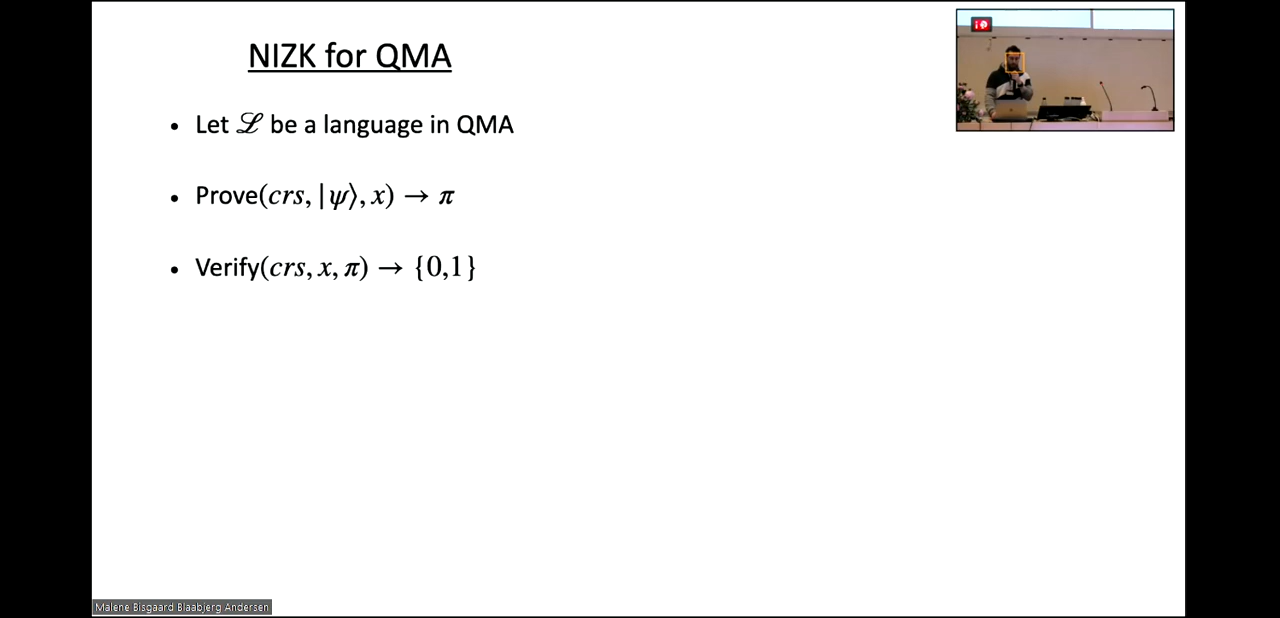 NIZK for QMA
• Let ℒ be a language in QMA
• Prove(crs, |ψ⟩, x) → π
• Verify(crs, x, π) → {0,1}
Malene Bisgaard Blaabjerg Andersen